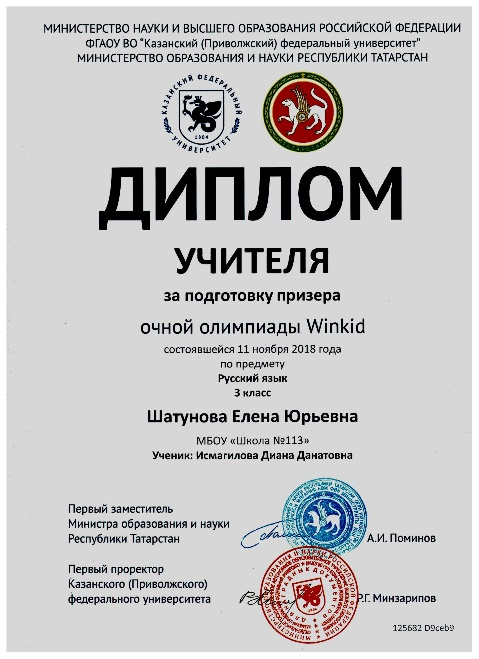 МИНИСТЕРСТВО НАУКИ И ВЫСШЕГО ОБРАЗОВАНИЯ РОССИЙСКОЙ ФЕДЕРАЦИИ
ФГАОУ ВО "Казанский (Приволжский) федеральный университет"
МИНИСТЕРСТВО ОБРАЗОВАНИЯ И НАУКИ РЕСПУБЛИКИ ТАТАРСТАН
КАЗАНСКИЙ ФЕДЕРАЛЬНЫЙ УНИВЕРСИТЕТ
1804
ДИПЛОМ
УЧИТЕЛЯ
за подготовку призера
очной олимпиады Winkid
состоявшейся 11 ноября 2018 года
по предмету
Русский язык
3 класс
Шатунова Елена Юрьевна
МБОУ «Школа №113»
Ученик: Исмагилова Диана Данатовна
Первый заместитель
Министра образования и науки
Республики Татарстан
А.И. Поминов
Первый проректор
Казанского (Приволжского)
федерального университета
Р.Г. Минзарипов
125682 D9ceb9